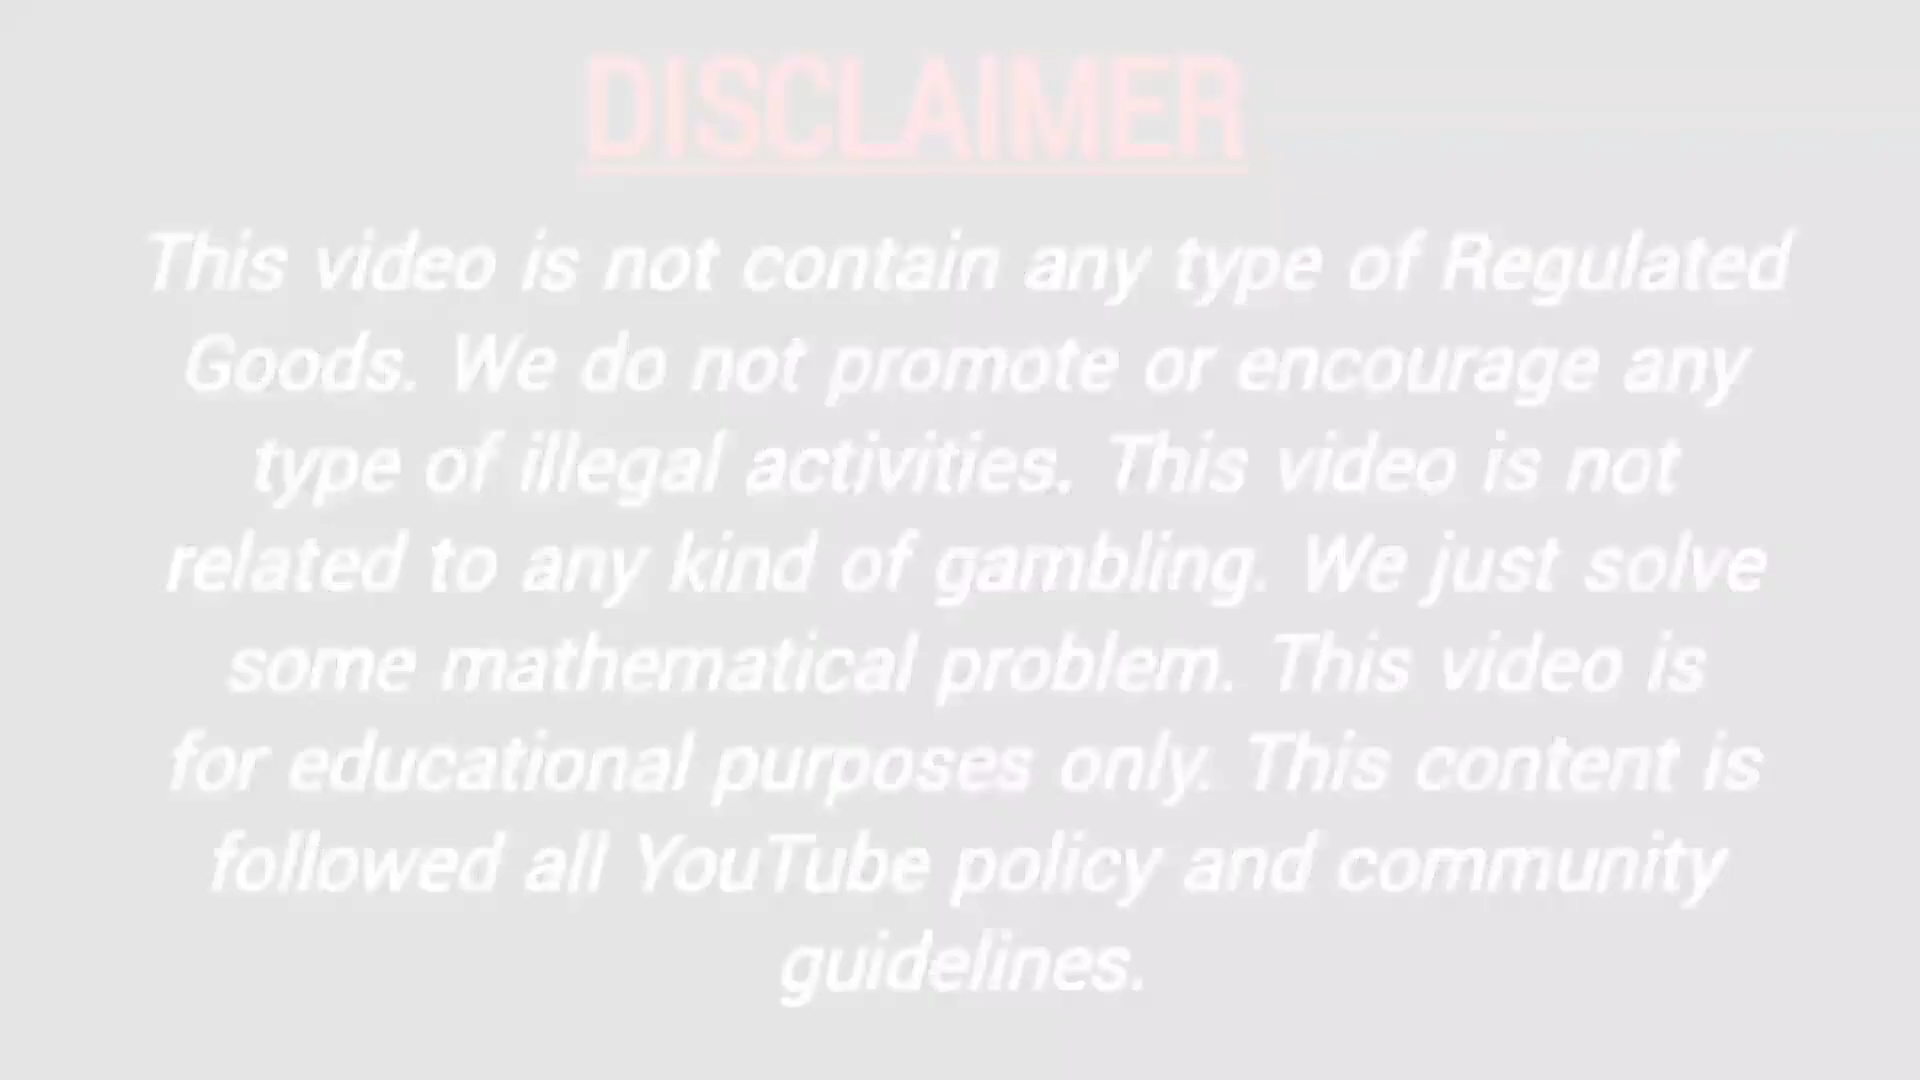 DISCLAIMER
This video is not contain any type of Regulated
Goods. We do not promote or encourage any
type of illegal activities. This video is not
related to any kind of gambling. We just solve
some mathematical problem. This video is
for educational purposes only. This content is
followed all YouTube policy and community
guidelines.